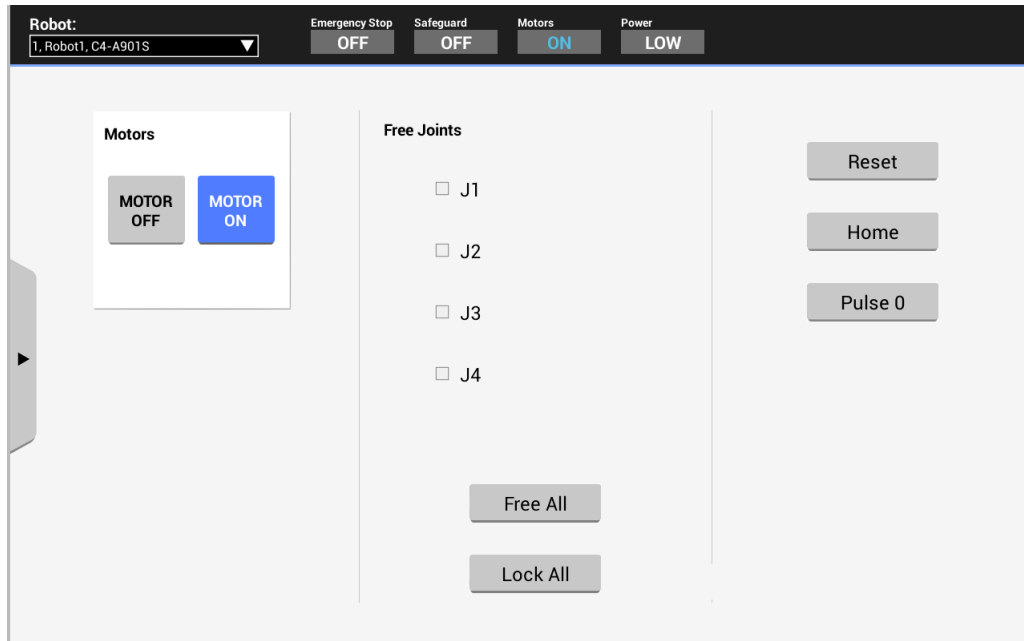 Robot:
1, Robot1, C4-A901S
Emergency Stop
OFF
Safeguard
OFF
Motors
ON
Power
LOW
Motors
MOTOR
OFF
MOTOR
ON
Free Joints
J1
J2
J3
J4
Free All
Lock All
Reset
Home
Pulse 0